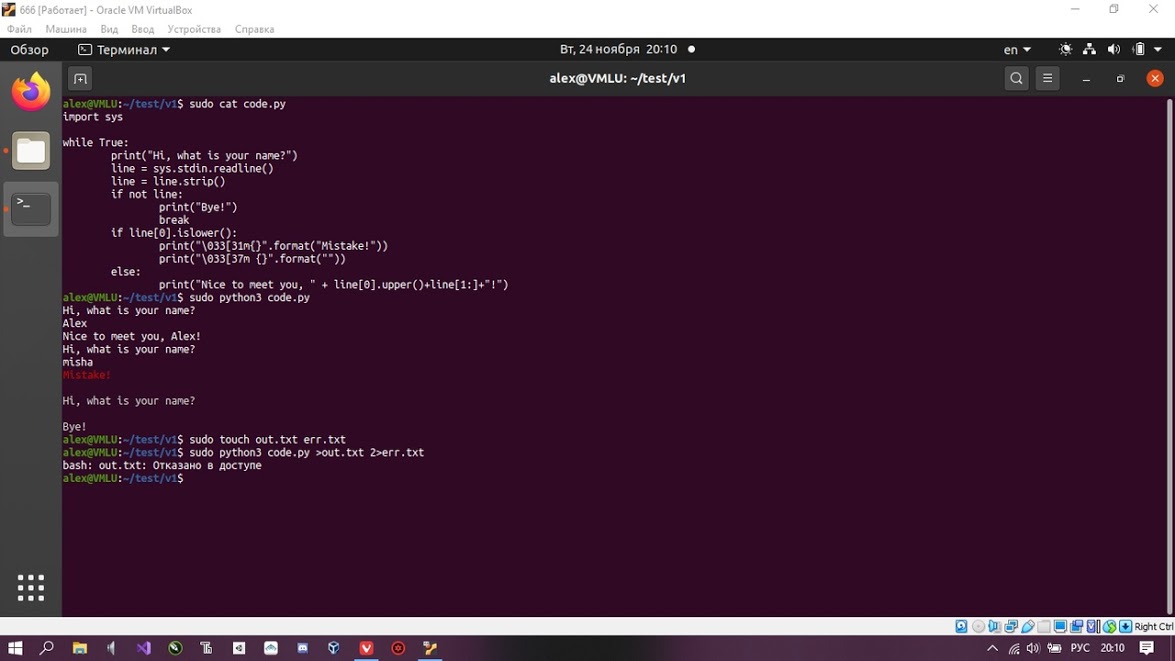 666 [Работает] - Oracle VM VirtualBox
Файл Машина Вид Ввод Устройства Справка
Обзор Терминал Вт, 24 ноября 20:10 en
alex@VMLU: ~/test/v1
alex@VMLU:~/test/v1$ sudo cat code.py
import sys
while True:
print("Hi, what is your name?")
line = sys.stdin.readline()
line = line.strip()
if not line:
print("Bye!")
break
if line[0].islower():
print("\033[31m{}".format("Mistake!"))
print("\033[37m {}".format(""))
else:
print("Nice to meet you, " + line[0].upper()+line[1:]+"!")
alex@VMLU:~/test/v1$ sudo python3 code.py
Hi, what is your name?
Alex
Nice to meet you, Alex!
Hi, what is your name?
misha
Mistake!
Hi, what is your name?
Bye!
alex@VMLU:~/test/v1$ sudo touch out.txt err.txt
alex@VMLU:~/test/v1$ sudo python3 code.py >out.txt 2>err.txt
bash: out.txt: Отказано в доступе
alex@VMLU:~/test/v1$
Right Ctrl
РУС 20:10